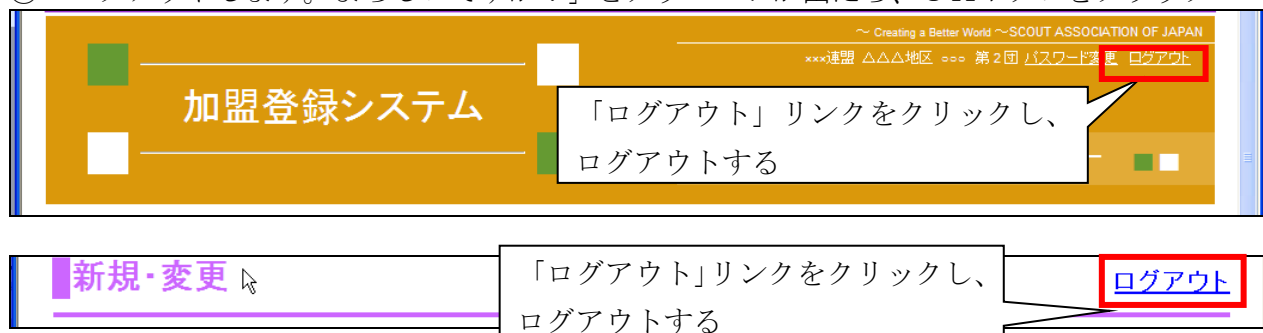 ～ Creating a Better World ～SCOUT ASSOCIATION OF JAPAN
×××連盟 △△△地区 ○○○ 第２団 パスワード変更 ログアウト
加盟登録システム
「ログアウト」リンクをクリックし、
ログアウトする
新規・変更
ログアウト
「ログアウト」リンクをクリックし、
ログアウトする